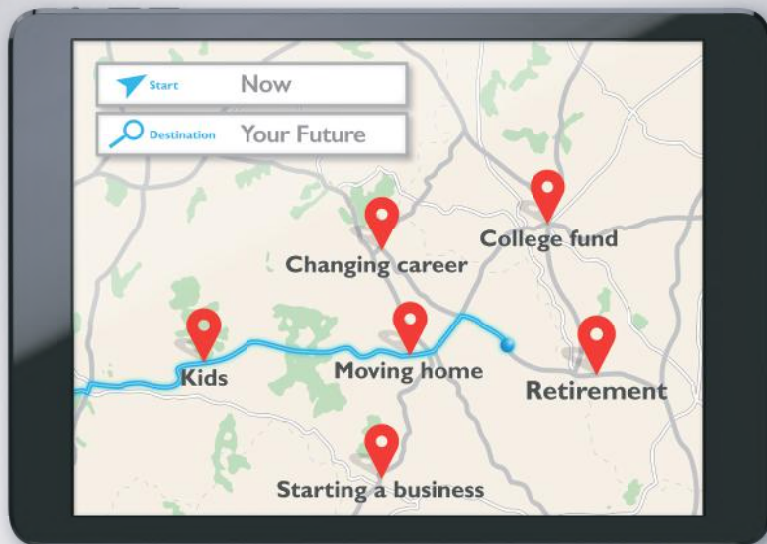 Start Now
Destination Your Future
College fund
Changing career
Moving home
Kids
Retirement
Starting a business